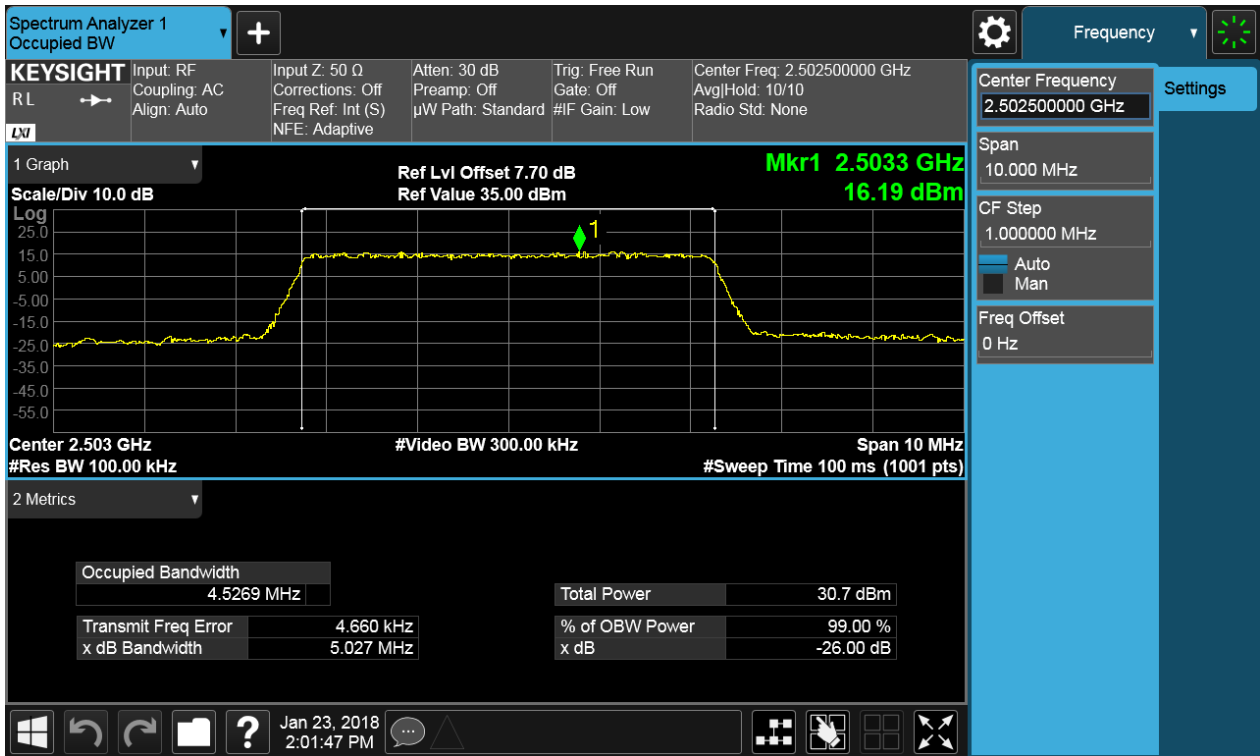 Spectrum Analyzer 1
Occupied BW
Frequency
KEYSIGHT
R L
LXI
Input: RF
Coupling: AC
Align: Auto
Input Z: 50 Ω
Corrections: Off
Freq Ref: Int (S)
NFE: Adaptive
Atten: 30 dB
Preamp: Off
µW Path: Standard
Trig: Free Run
Gate: Off
#IF Gain: Low
Center Freq: 2.502500000 GHz
Avg|Hold: 10/10
Radio Std: None
Center Frequency
2.502500000 GHz
Settings
Span
10.000 MHz
CF Step
1.000000 MHz
Auto
Man
Freq Offset
0 Hz
1 Graph
Scale/Div 10.0 dB
Ref Lvl Offset 7.70 dB
Ref Value 35.00 dBm
Mkr1 2.5033 GHz
16.19 dBm
Log
25.0
15.0
5.00
-5.00
-15.0
-25.0
-35.0
-45.0
-55.0
1
Center 2.503 GHz
#Video BW 300.00 kHz
Span 10 MHz
#Res BW 100.00 kHz
#Sweep Time 100 ms (1001 pts)
2 Metrics
Occupied Bandwidth
4.5269 MHz
Total Power 30.7 dBm
Transmit Freq Error 4.660 kHz
% of OBW Power 99.00 %
x dB Bandwidth 5.027 MHz
x dB -26.00 dB
?
Jan 23, 2018
2:01:47 PM